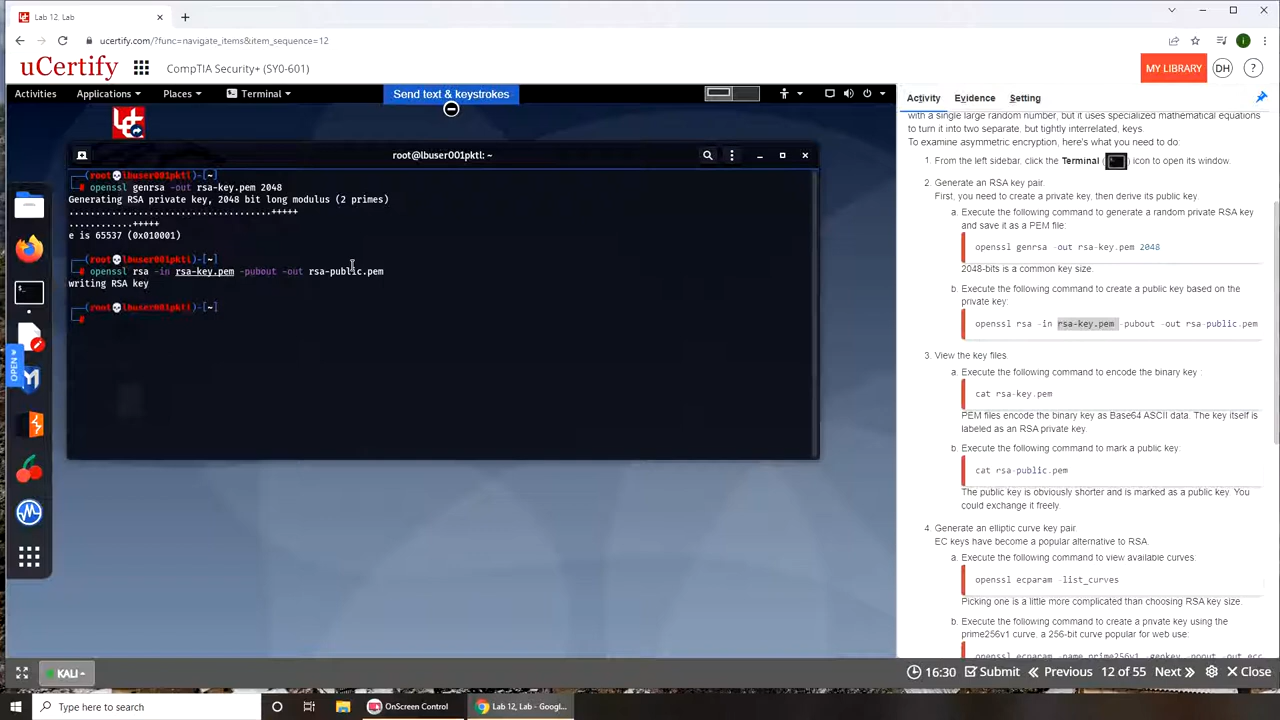 Lab 12, Lab
ucertify.com/?func=navigate_items&item_sequence=12
uCertify
CompTIA Security+ (SY0-601)
MY LIBRARY
DH
?
Activities
Applications
Places
Terminal
Send text & keystrokes
root@lbuser001pktl: ~
(root💀lbuser001pktl)-[~]
# openssl genrsa -out rsa-key.pem 2048
Generating RSA private key, 2048 bit long modulus (2 primes)
......................................+++++
............+++++
e is 65537 (0x010001)
(root💀lbuser001pktl)-[~]
# openssl rsa -in rsa-key.pem -pubout -out rsa-public.pem
writing RSA key
(root💀lbuser001pktl)-[~]
#
OPEN
Activity
Evidence
Setting
with a single large random number, but it uses specialized mathematical equations
to turn it into two separate, but tightly interrelated, keys.
To examine asymmetric encryption, here's what you need to do:
1. From the left sidebar, click the Terminal ( ) icon to open its window.
2. Generate an RSA key pair.
First, you need to create a private key, then derive its public key
a. Execute the following command to generate a random private RSA key
and save it as a PEM file:
openssl genrsa -out rsa-key.pem 2048
2048-bits is a common key size.
b. Execute the following command to create a public key based on the
private key:
openssl rsa -in rsa-key.pem -pubout -out rsa-public.pem
3. View the key files.
a. Execute the following command to encode the binary key :
cat rsa-key.pem
PEM files encode the binary key as Base64 ASCII data. The key itself is
labeled as an RSA private key.
b. Execute the following command to mark a public key:
cat rsa-public.pem
The public key is obviously shorter and is marked as a public key. You
could exchange it freely.
4. Generate an elliptic curve key pair.
EC keys have become a popular alternative to RSA.
a. Execute the following command to view available curves:
openssl ecparam -list_curves
Picking one is a little more complicated than choosing RSA key size.
b. Execute the following command to create a private key using the
prime256v1 curve, a 256-bit curve popular for web use:
openssl ecparam -name prime256v1 -genkey -noout -out ecc
KALI
16:30
Submit
Previous
12 of 55
Next
Close
Type here to search
OnScreen Control
Lab 12, Lab - Googl...